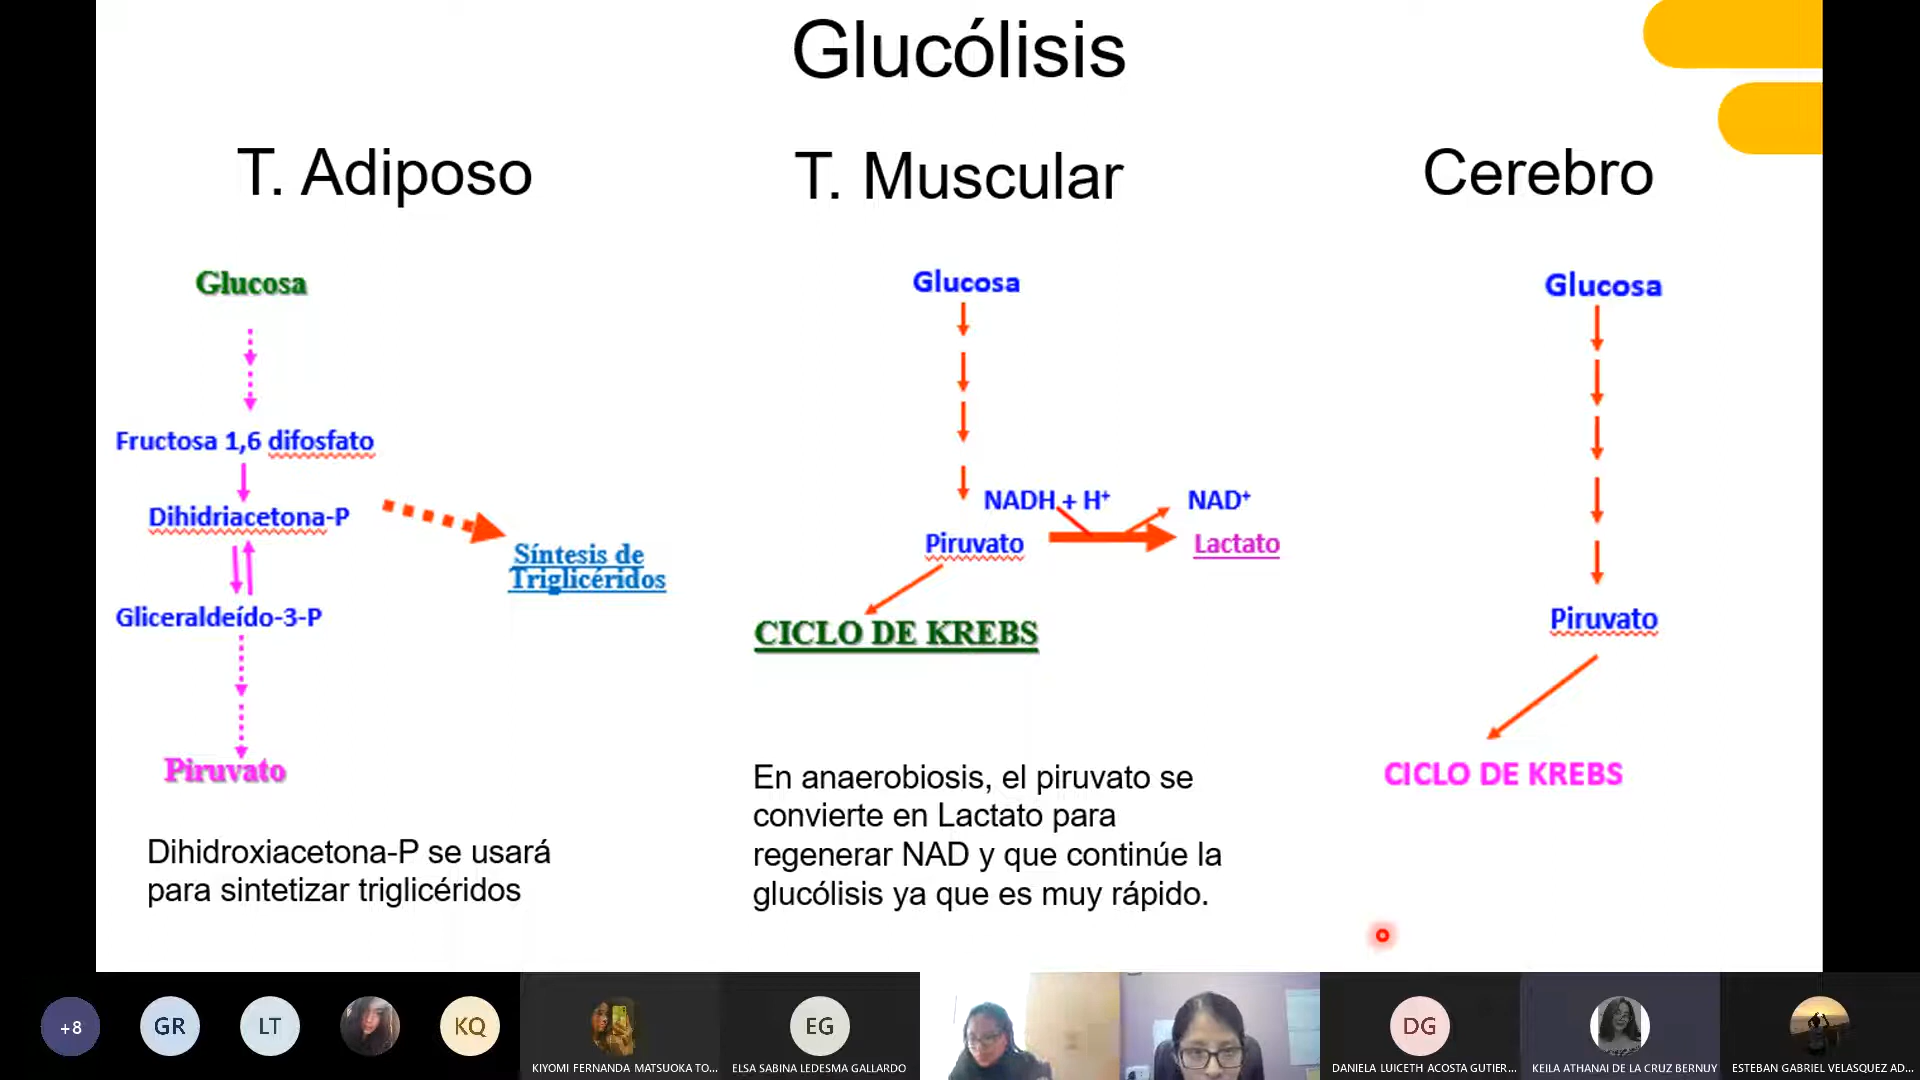 Glucólisis
T. Adiposo
Glucosa
Fructosa 1,6 difosfato
Dihidriacetona-P
Síntesis de
Triglicéridos
Gliceraldeído-3-P
Piruvato
Dihidroxiacetona-P se usará
para sintetizar triglicéridos
T. Muscular
Glucosa
NADH + H⁺
NAD⁺
Piruvato
Lactato
CICLO DE KREBS
En anaerobiosis, el piruvato se
convierte en Lactato para
regenerar NAD y que continúe la
glucólisis ya que es muy rápido.
Cerebro
Glucosa
Piruvato
CICLO DE KREBS
+8
GR
LT
KQ
KIYOMI FERNANDA MATSUOKA TO...
EG
ELSA SABINA LEDESMA GALLARDO
DG
DANIELA LUICETH ACOSTA GUTIER...
KEILA ATHANAI DE LA CRUZ BERNUY
ESTEBAN GABRIEL VELASQUEZ AD...